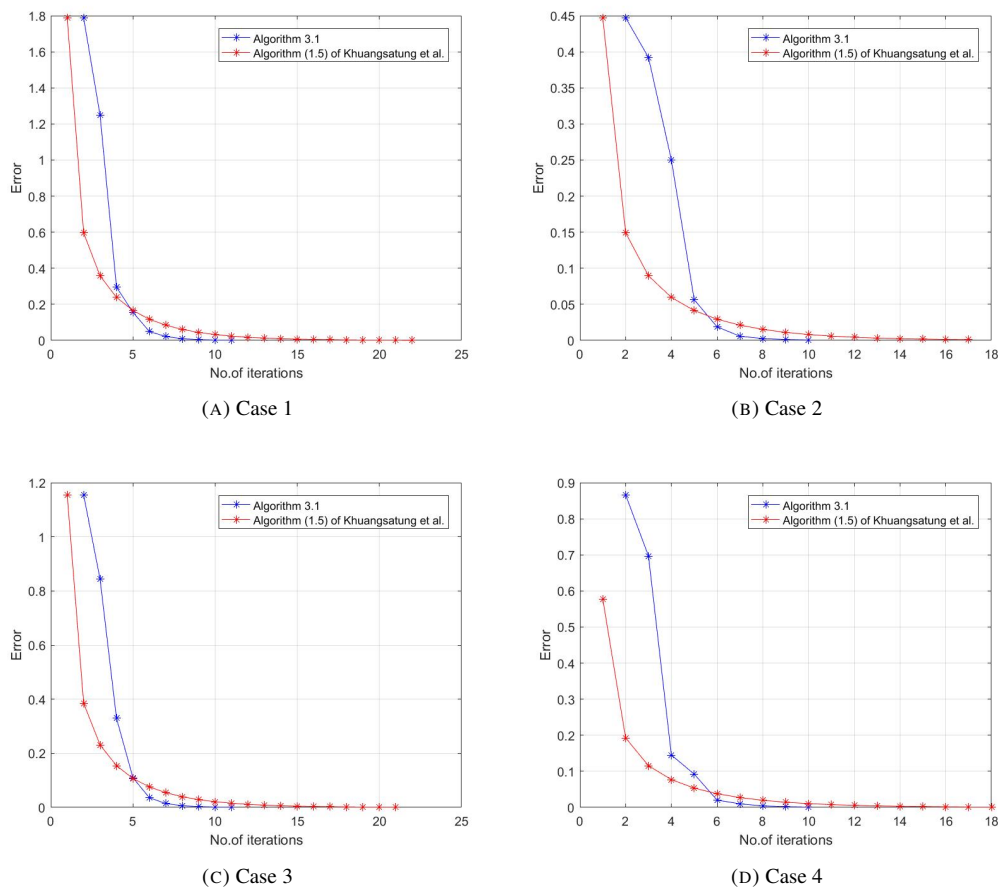 1.8
1.6
1.4
1.2
1
0.8
0.6
0.4
0.2
0
Error
Algorithm 3.1
Algorithm (1.5) of Khuangsatung et al.
0 5 10 15 20 25
No.of iterations
(A) Case 1
0.45
0.4
0.35
0.3
0.25
0.25
0.15
0.1
0.05
0
Error
Algorithm 3.1
Algorithm (1.5) of Khuangsatung et al.
0 2 4 6 8 10 12 14 16 18
No.of iterations
(B) Case 2
1.2
1
0.8
0.6
0.4
0.2
0
Error
Algorithm 3.1
Algorithm (1.5) of Khuangsatung et al.
0 5 10 15 20 25
No.of iterations
(C) Case 3
0.9
0.8
0.7
0.6
0.5
0.4
0.3
0.2
0.1
0
Error
Algorithm 3.1
Algorithm (1.5) of Khuangsatung et al.
0 2 4 6 8 10 12 14 16 18
No.of iterations
(D) Case 4